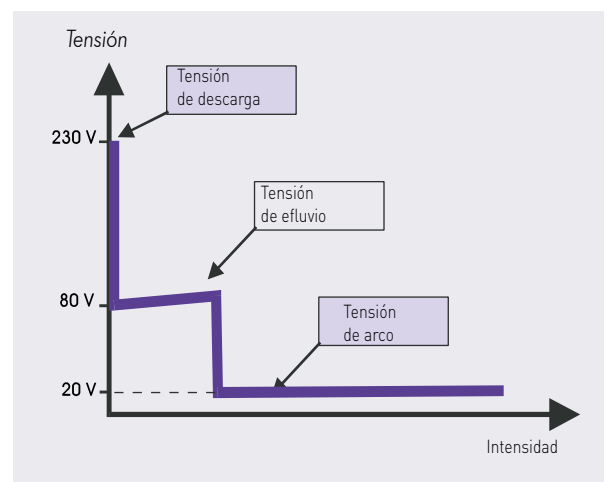 Tensión
Tensión
de descarga
230 V
Tensión
de efluvio
80 V
Tensión
de arco
20 V
Intensidad